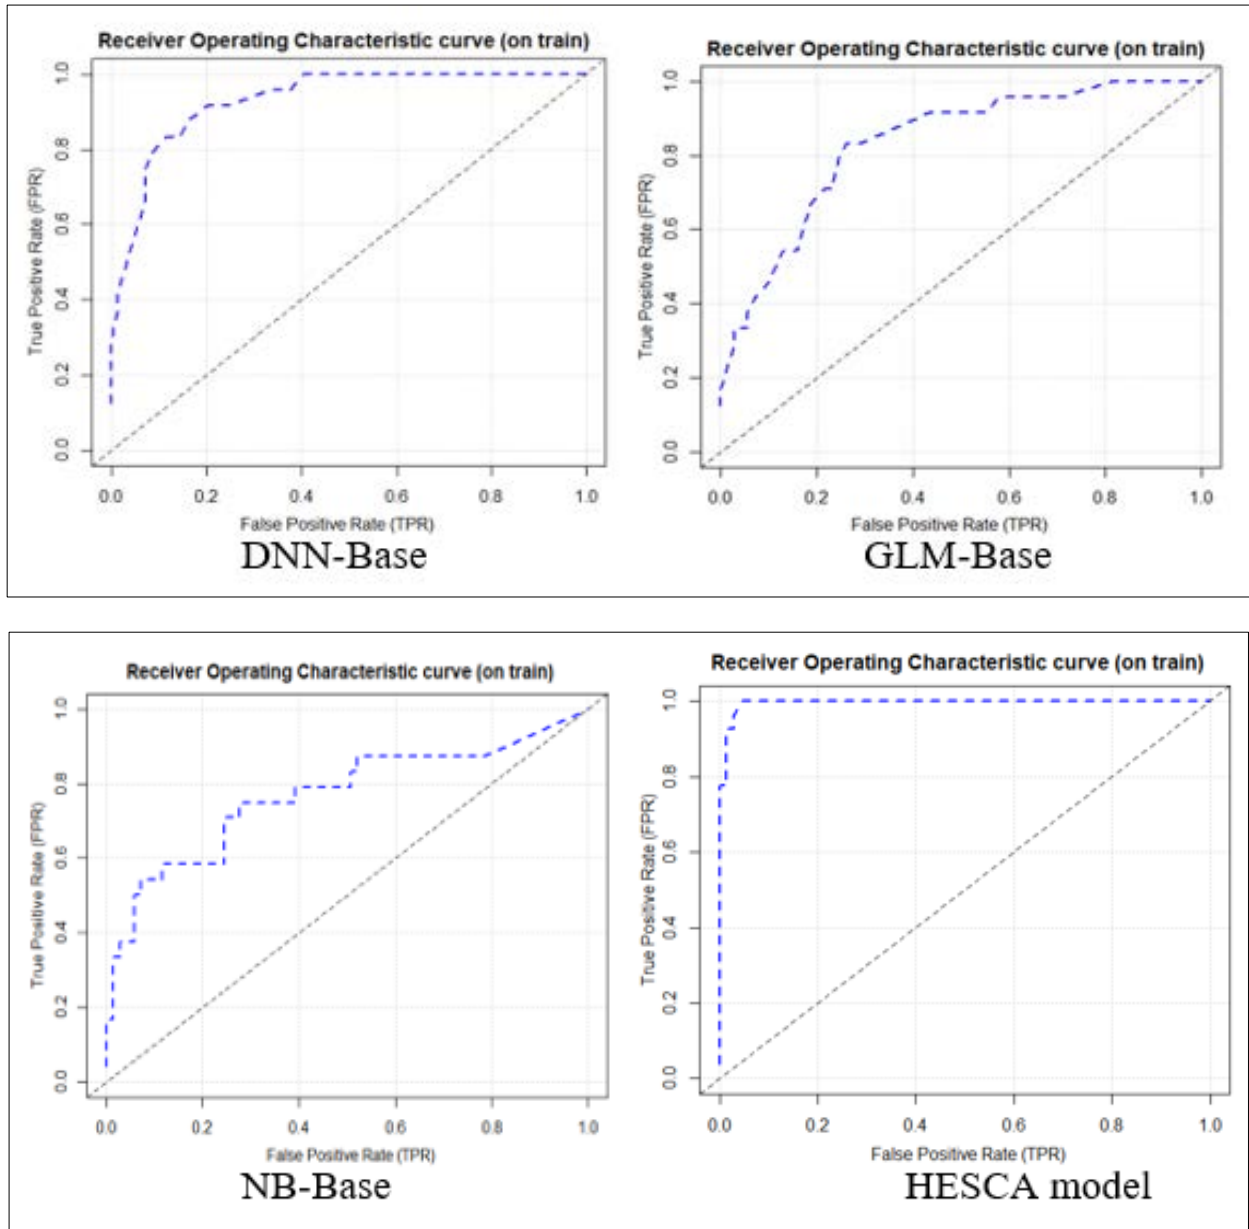 Receiver Operating Characteristic curve (on train)
True Positive Rate (FPR)
1.0
0.8
0.6
0.4
0.2
0.0
0.0 0.2 0.4 0.6 0.8 1.0
False Positive Rate (TPR)
DNN-Base
Receiver Operating Characteristic curve (on train)
True Positive Rate (FPR)
1.0
0.8
0.6
0.4
0.2
0.0
0.0 0.2 0.4 0.6 0.8 1.0
False Positive Rate (TPR)
GLM-Base
Receiver Operating Characteristic curve (on train)
True Positive Rate (FPR)
1.0
0.8
0.6
0.4
0.2
0.0
0.0 0.2 0.4 0.6 0.8 1.0
False Positive Rate (TPR)
NB-Base
Receiver Operating Characteristic curve (on train)
True Positive Rate (FPR)
1.0
0.8
0.6
0.4
0.2
0.0
0.0 0.2 0.4 0.6 0.8 1.0
False Positive Rate (TPR)
HESCA model